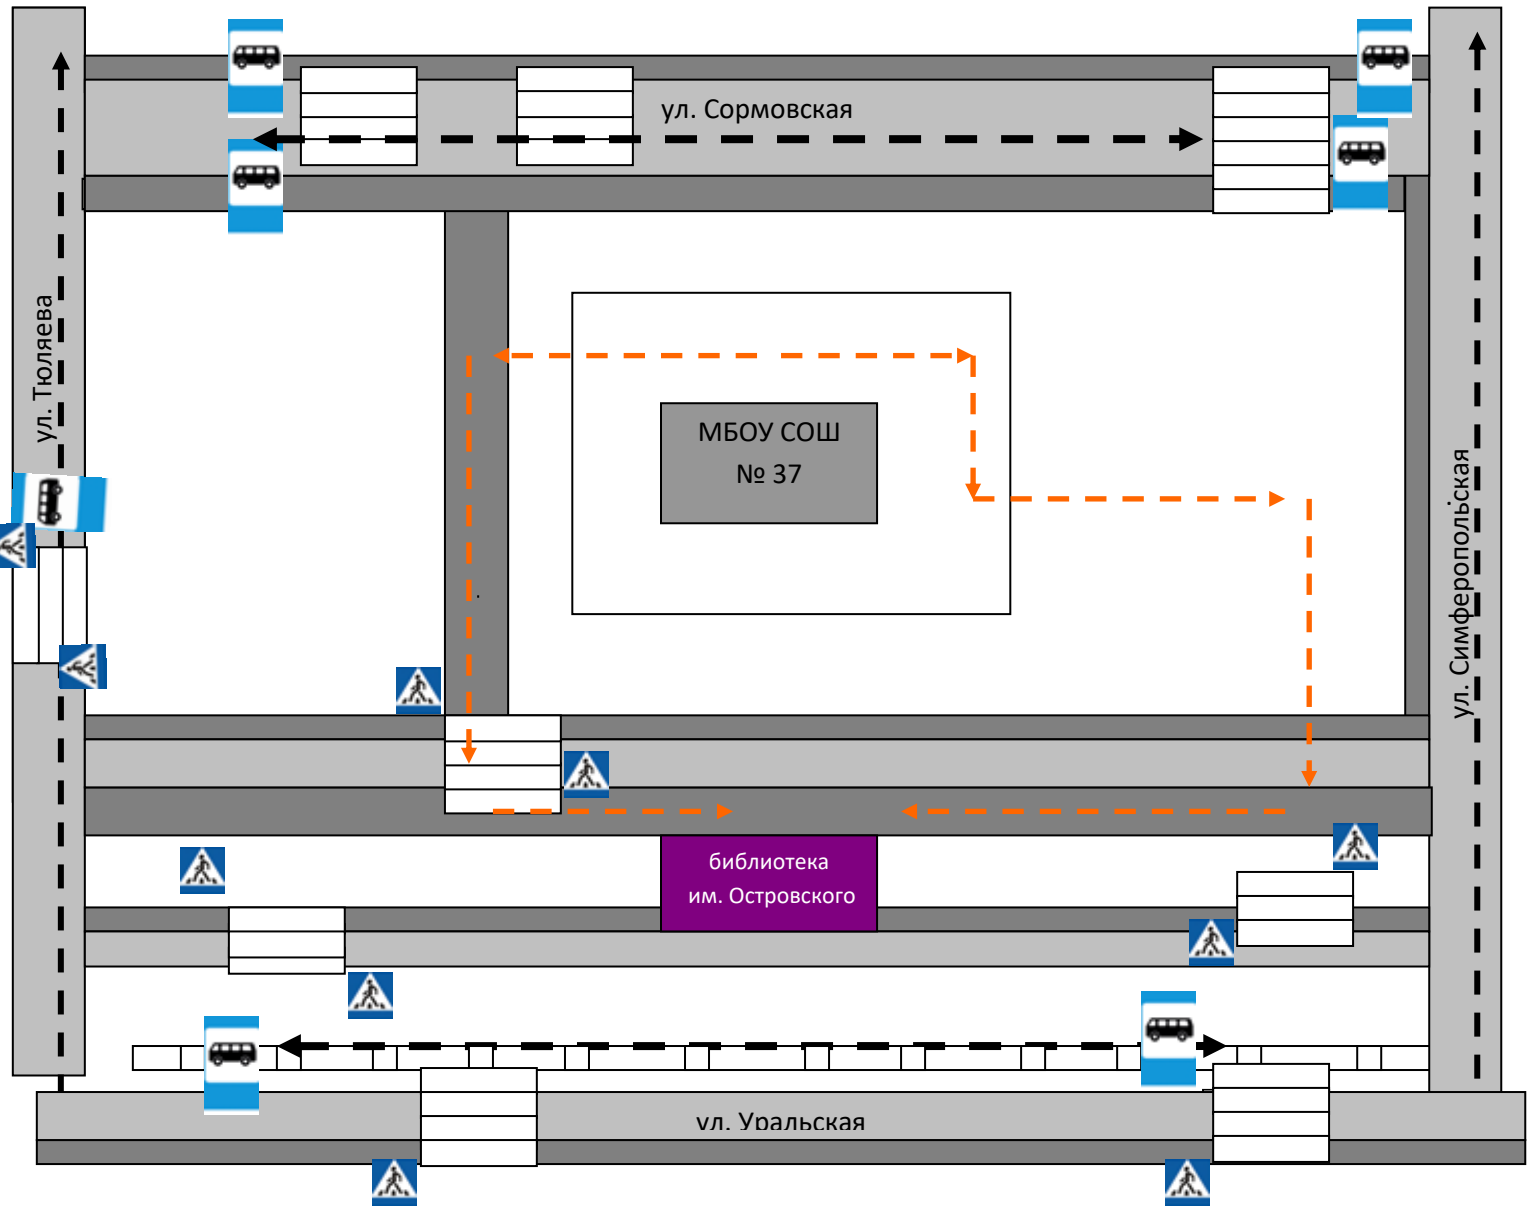 ул. Сормовская
ул. Тюляева
МБОУ СОШ
№ 37
ул. Симферопольская
библиотека
им. Островского
ул. Уральская